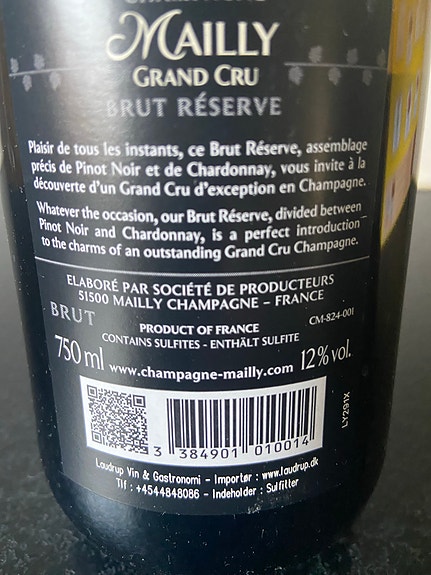 CHAMPAGNE
MAILLY
GRAND CRU
BRUT RÉSERVE
Plaisir de tous les instants, ce Brut Réserve, assemblage
précis de Pinot Noir et de Chardonnay, vous invite à la
découverte d'un Grand Cru d'exception en Champagne.
Whatever the occasion, our Brut Réserve, divided between
Pinot Noir and Chardonnay, is a perfect introduction
to the charms of an outstanding Grand Cru Champagne.
ELABORÉ PAR SOCIÉTÉ DE PRODUCTEURS
51500 MAILLY CHAMPAGNE – FRANCE
BRUT
CM-824-001
PRODUCT OF FRANCE
CONTAINS SULFITES - ENTHÄLT SULFITE
750 ml www.champagne-mailly.com 12% vol.
3 384901 010014
LY291X
Laudrup Vin & Gastronomi - Importør : www.laudrup.dk
Tlf : +4544848086 - Indeholder : Sulfitter